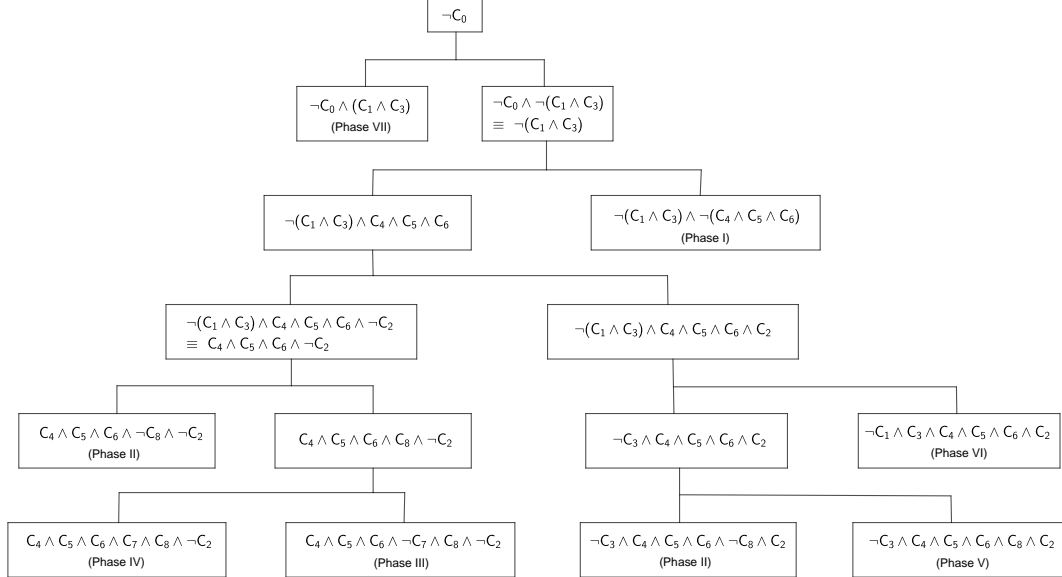 ¬C₀
¬C₀ ∧ (C₁ ∧ C₃)
(Phase VII)
¬C₀ ∧ ¬(C₁ ∧ C₃)
≡ ¬(C₁ ∧ C₃)
¬(C₁ ∧ C₃) ∧ C₄ ∧ C₅ ∧ C₆
¬(C₁ ∧ C₃) ∧ ¬(C₄ ∧ C₅ ∧ C₆)
(Phase I)
¬(C₁ ∧ C₃) ∧ C₄ ∧ C₅ ∧ C₆ ∧ ¬C₂
≡ C₄ ∧ C₅ ∧ C₆ ∧ ¬C₂
¬(C₁ ∧ C₃) ∧ C₄ ∧ C₅ ∧ C₆ ∧ C₂
C₄ ∧ C₅ ∧ C₆ ∧ ¬C₈ ∧ ¬C₂
(Phase II)
C₄ ∧ C₅ ∧ C₆ ∧ C₈ ∧ ¬C₂
¬C₃ ∧ C₄ ∧ C₅ ∧ C₆ ∧ C₂
¬C₁ ∧ C₃ ∧ C₄ ∧ C₅ ∧ C₆ ∧ C₂
(Phase VI)
C₄ ∧ C₅ ∧ C₆ ∧ C₇ ∧ C₈ ∧ ¬C₂
(Phase IV)
C₄ ∧ C₅ ∧ C₆ ∧ ¬C₇ ∧ C₈ ∧ ¬C₂
(Phase III)
¬C₃ ∧ C₄ ∧ C₅ ∧ C₆ ∧ ¬C₈ ∧ C₂
(Phase II)
¬C₃ ∧ C₄ ∧ C₅ ∧ C₆ ∧ C₈ ∧ C₂
(Phase V)